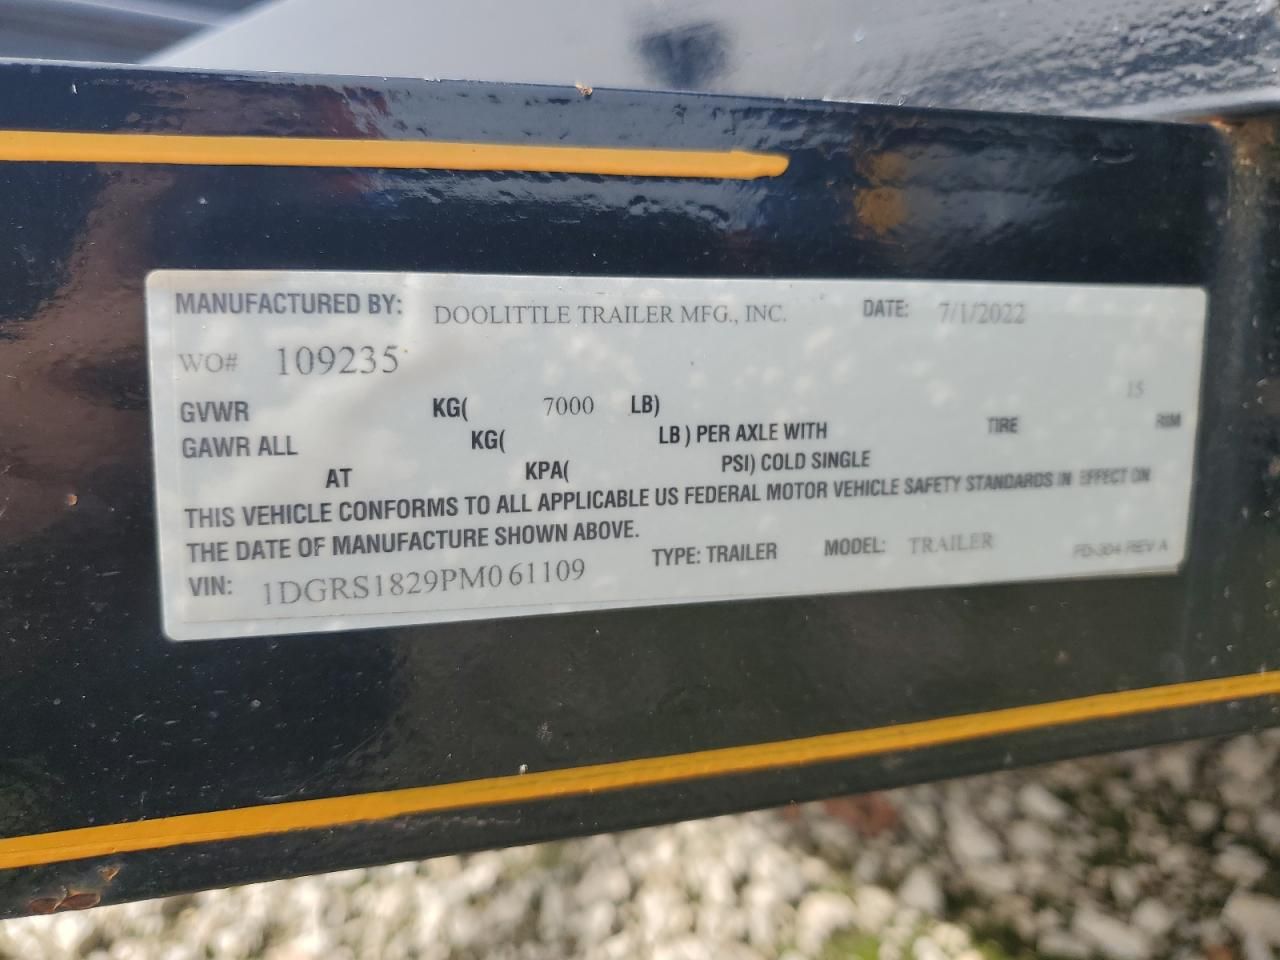 MANUFACTURED BY: DOOLITTLE TRAILER MFG., INC. DATE: 7/1/2022
WO# 109235
15
GVWR KG( 7000 LB)
GAWR ALL KG( LB) PER AXLE WITH TIRE RIM
AT KPA( PSI) COLD SINGLE
THIS VEHICLE CONFORMS TO ALL APPLICABLE US FEDERAL MOTOR VEHICLE SAFETY STANDARDS IN EFFECT ON
THE DATE OF MANUFACTURE SHOWN ABOVE.
VIN: 1DGRS1829PM061109 TYPE: TRAILER MODEL: TRAILER PD-304 REV A